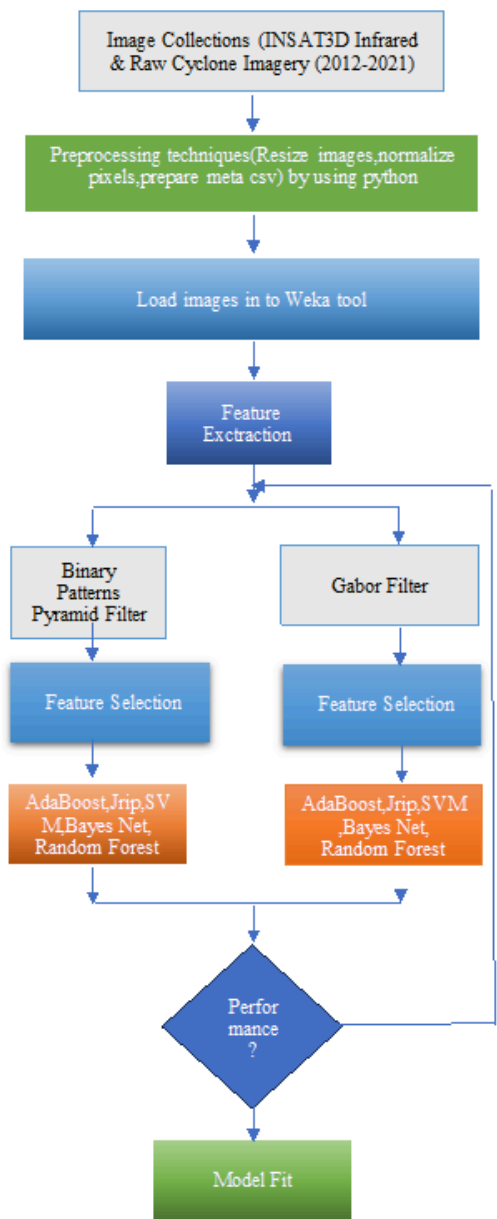 Image Collections (INSAT3D Infrared
& Raw Cyclone Imagery (2012-2021)
Preprocessing techniques(Resize images,normalize
pixels,prepare meta csv) by using python
Load images in to Weka tool
Feature
Exctraction
Binary
Patterns
Pyramid Filter
Gabor Filter
Feature Selection
Feature Selection
AdaBoost,Jrip,SV
M,Bayes Net,
Random Forest
AdaBoost,Jrip,SVM
,Bayes Net,
Random Forest
Perfor
mance
?
Model Fit